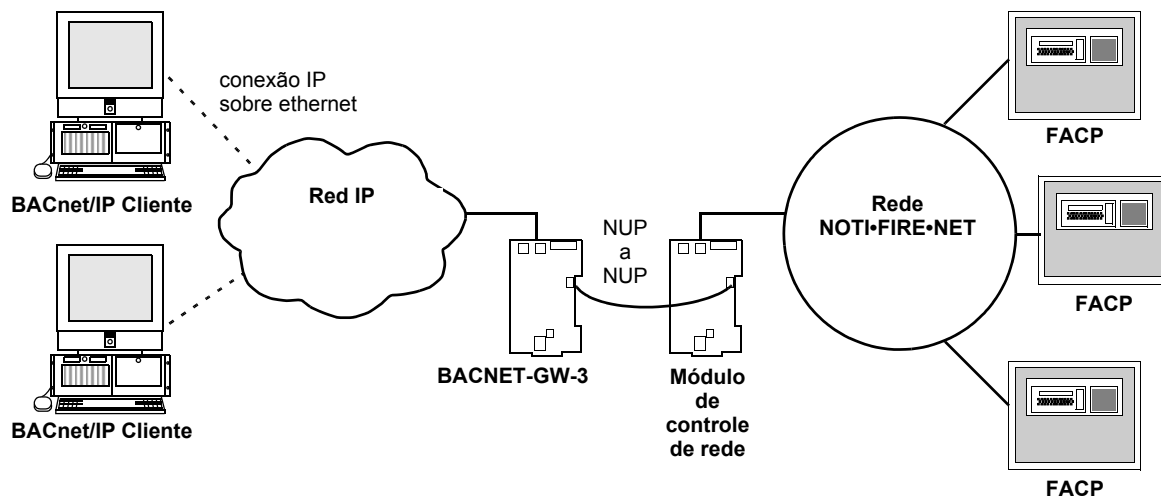 conexão IP
sobre ethernet
BACnet/IP Cliente
Red IP
BACnet/IP Cliente
NUP
a
NUP
BACNET-GW-3
Módulo
de
controle
de rede
Rede
NOTI•FIRE•NET
FACP
FACP
FACP